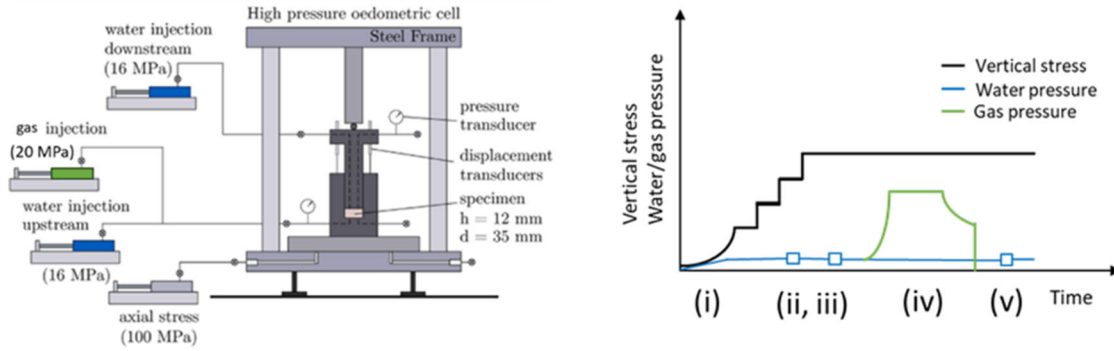 High pressure oedometric cell
Steel Frame
water injection
downstream
(16 MPa)
gas injection
(20 MPa)
water injection
upstream
(16 MPa)
axial stress
(100 MPa)
pressure
transducer
displacement
transducers
specimen
h = 12 mm
d = 35 mm
Vertical stress
Water/gas pressure
Vertical stress
Water pressure
Gas pressure
(i)
(ii, iii)
(iv)
(v)
Time